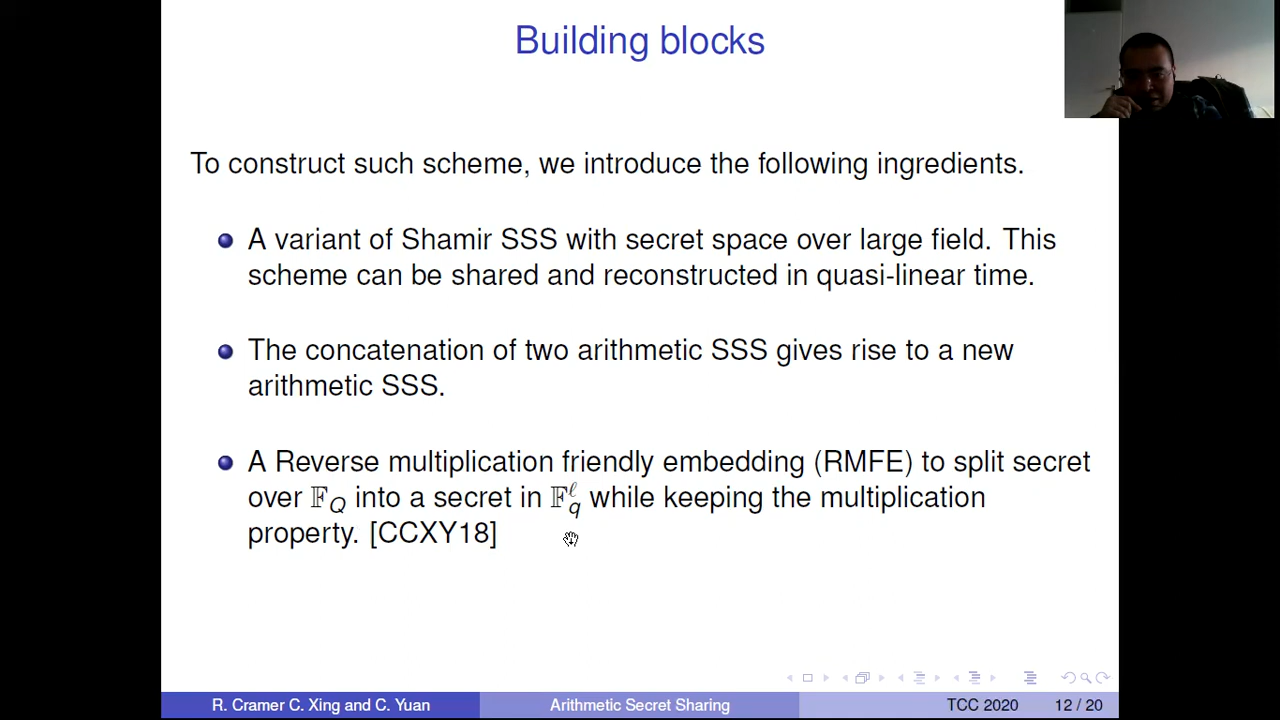 Building blocks
To construct such scheme, we introduce the following ingredients.
A variant of Shamir SSS with secret space over large field. This
scheme can be shared and reconstructed in quasi-linear time.
The concatenation of two arithmetic SSS gives rise to a new
arithmetic SSS.
A Reverse multiplication friendly embedding (RMFE) to split secret
over 𝔽_Q into a secret in 𝔽_q^ℓ while keeping the multiplication
property. [CCXY18]
R. Cramer C. Xing and C. Yuan Arithmetic Secret Sharing TCC 2020 12 / 20